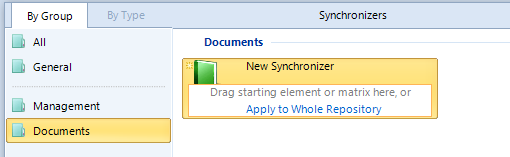 By Group By Type Synchronizers
All
General
Management
Documents
Documents
New Synchronizer
Drag starting element or matrix here, or
Apply to Whole Repository